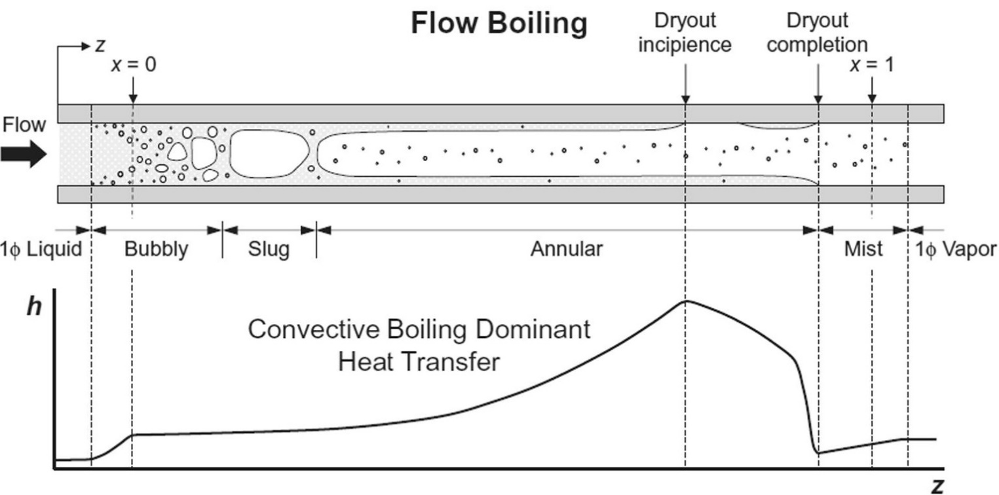 Flow Boiling
Dryout
incipience
Dryout
completion
z
x = 0
x = 1
Flow
1ϕ Liquid
Bubbly
Slug
Annular
Mist
1ϕ Vapor
h
Convective Boiling Dominant
Heat Transfer
z